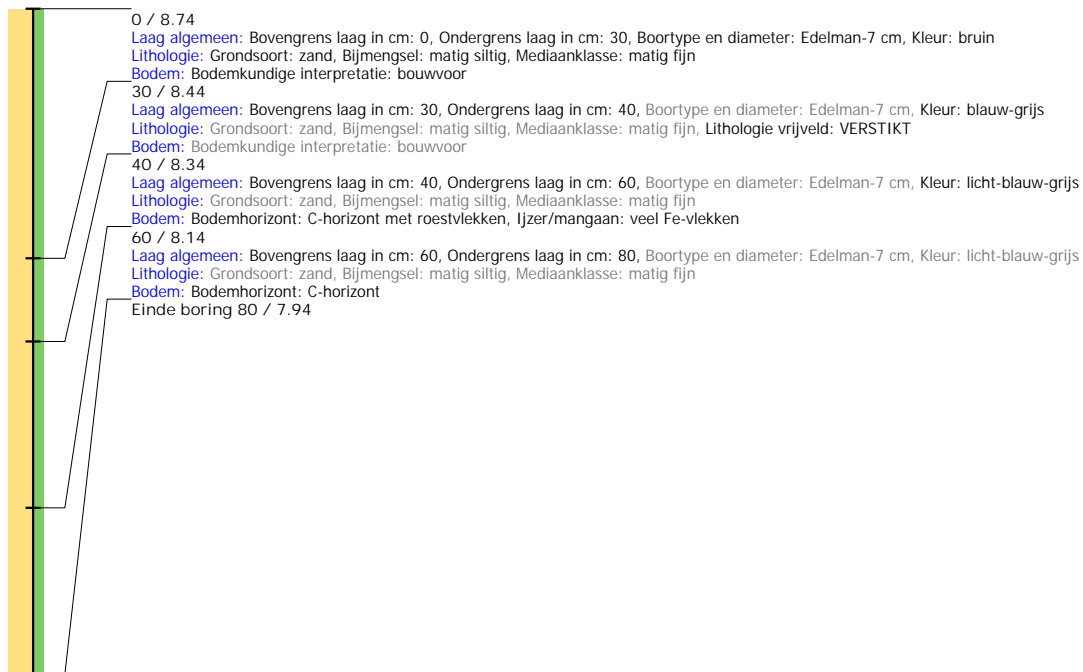 0 / 8.74
Laag algemeen: Bovengrens laag in cm: 0, Ondergrens laag in cm: 30, Boortype en diameter: Edelman-7 cm, Kleur: bruin
Lithologie: Grondsoort: zand, Bijmengsel: matig siltig, Mediaanklasse: matig fijn
Bodem: Bodemkundige interpretatie: bouwvoor
30 / 8.44
Laag algemeen: Bovengrens laag in cm: 30, Ondergrens laag in cm: 40, Boortype en diameter: Edelman-7 cm, Kleur: blauw-grijs
Lithologie: Grondsoort: zand, Bijmengsel: matig siltig, Mediaanklasse: matig fijn, Lithologie vrijveld: VERSTIKT
Bodem: Bodemkundige interpretatie: bouwvoor
40 / 8.34
Laag algemeen: Bovengrens laag in cm: 40, Ondergrens laag in cm: 60, Boortype en diameter: Edelman-7 cm, Kleur: licht-blauw-grijs
Lithologie: Grondsoort: zand, Bijmengsel: matig siltig, Mediaanklasse: matig fijn
Bodem: Bodemhorizont: C-horizont met roestvlekken, Ijzer/mangaan: veel Fe-vlekken
60 / 8.14
Laag algemeen: Bovengrens laag in cm: 60, Ondergrens laag in cm: 80, Boortype en diameter: Edelman-7 cm, Kleur: licht-blauw-grijs
Lithologie: Grondsoort: zand, Bijmengsel: matig siltig, Mediaanklasse: matig fijn
Bodem: Bodemhorizont: C-horizont
Einde boring 80 / 7.94